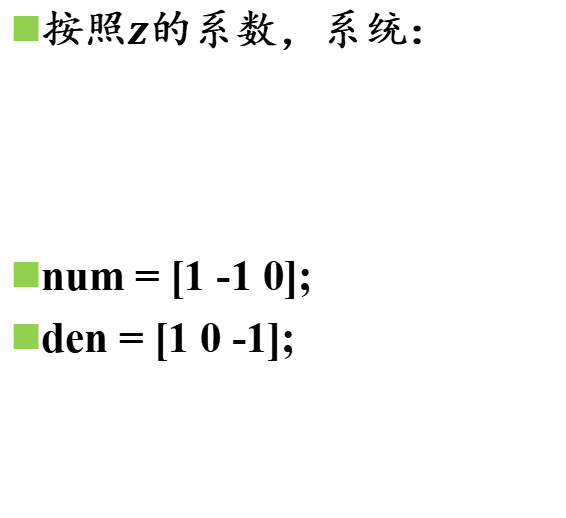 按照z的系数，系统：
num = [1 -1 0];
den = [1 0 -1];